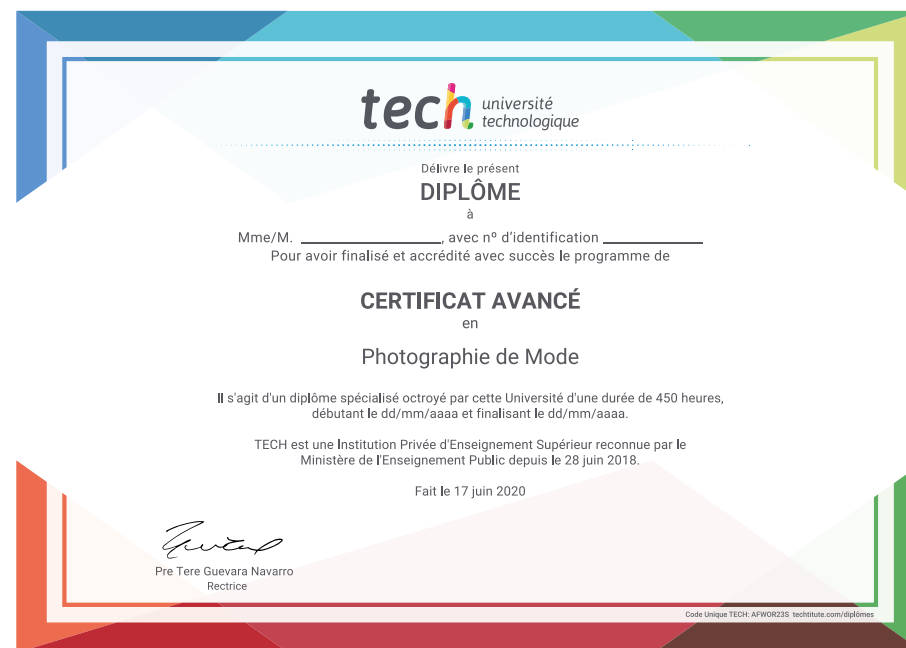 tech université
technologique
Délivre le présent
DIPLÔME
à
Mme/M. ____________________, avec nº d'identification ______________
Pour avoir finalisé et accrédité avec succès le programme de
CERTIFICAT AVANCÉ
en
Photographie de Mode
Il s'agit d'un diplôme spécialisé octroyé par cette Université d'une durée de 450 heures,
débutant le dd/mm/aaaa et finalisant le dd/mm/aaaa.
TECH est une Institution Privée d'Enseignement Supérieur reconnue par le
Ministère de l'Enseignement Public depuis le 28 juin 2018.
Fait le 17 juin 2020
Pre Tere Guevara Navarro
Rectrice
Code Unique TECH: AFWOR23S techtitute.com/diplômes